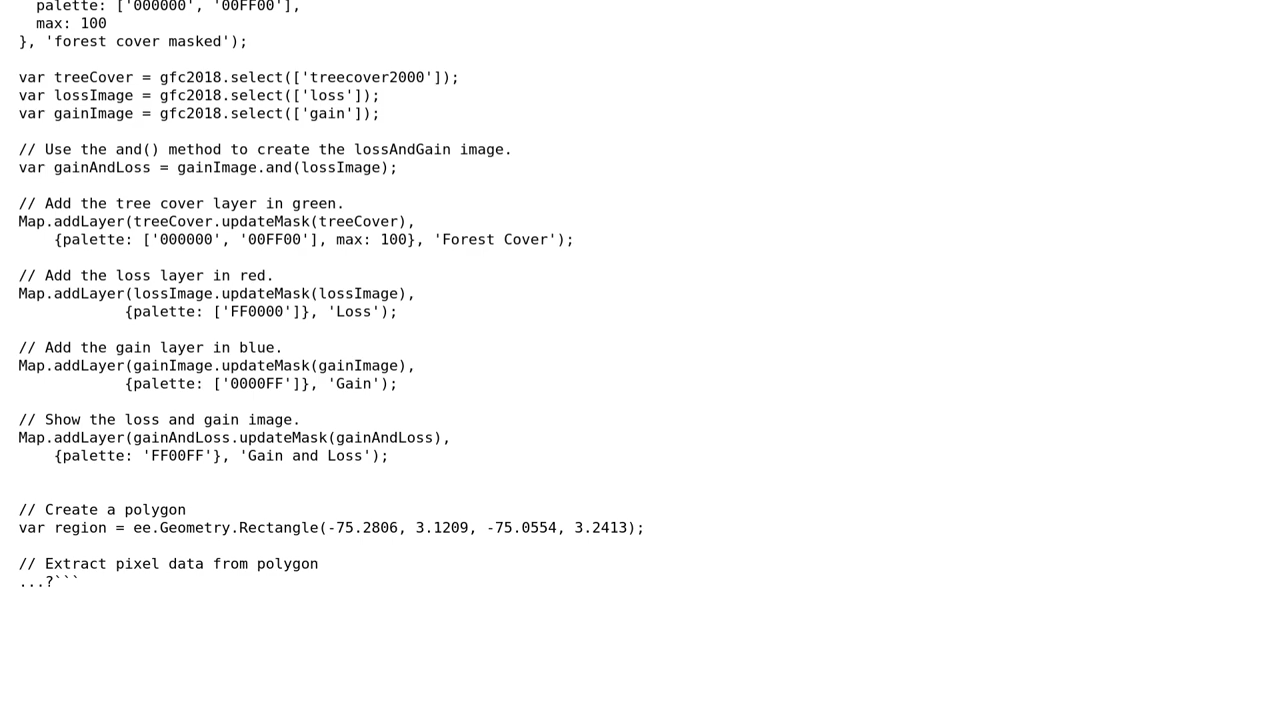 palette: ['000000', '00FF00'],
max: 100
}, 'forest cover masked');
var treeCover = gfc2018.select(['treecover2000']);
var lossImage = gfc2018.select(['loss']);
var gainImage = gfc2018.select(['gain']);
// Use the and() method to create the lossAndGain image.
var gainAndLoss = gainImage.and(lossImage);
// Add the tree cover layer in green.
Map.addLayer(treeCover.updateMask(treeCover),
{palette: ['000000', '00FF00'], max: 100}, 'Forest Cover');
// Add the loss layer in red.
Map.addLayer(lossImage.updateMask(lossImage),
{palette: ['FF0000']}, 'Loss');
// Add the gain layer in blue.
Map.addLayer(gainImage.updateMask(gainImage),
{palette: ['0000FF']}, 'Gain');
// Show the loss and gain image.
Map.addLayer(gainAndLoss.updateMask(gainAndLoss),
{palette: 'FF00FF'}, 'Gain and Loss');
// Create a polygon
var region = ee.Geometry.Rectangle(-75.2806, 3.1209, -75.0554, 3.2413);
// Extract pixel data from polygon
...?```